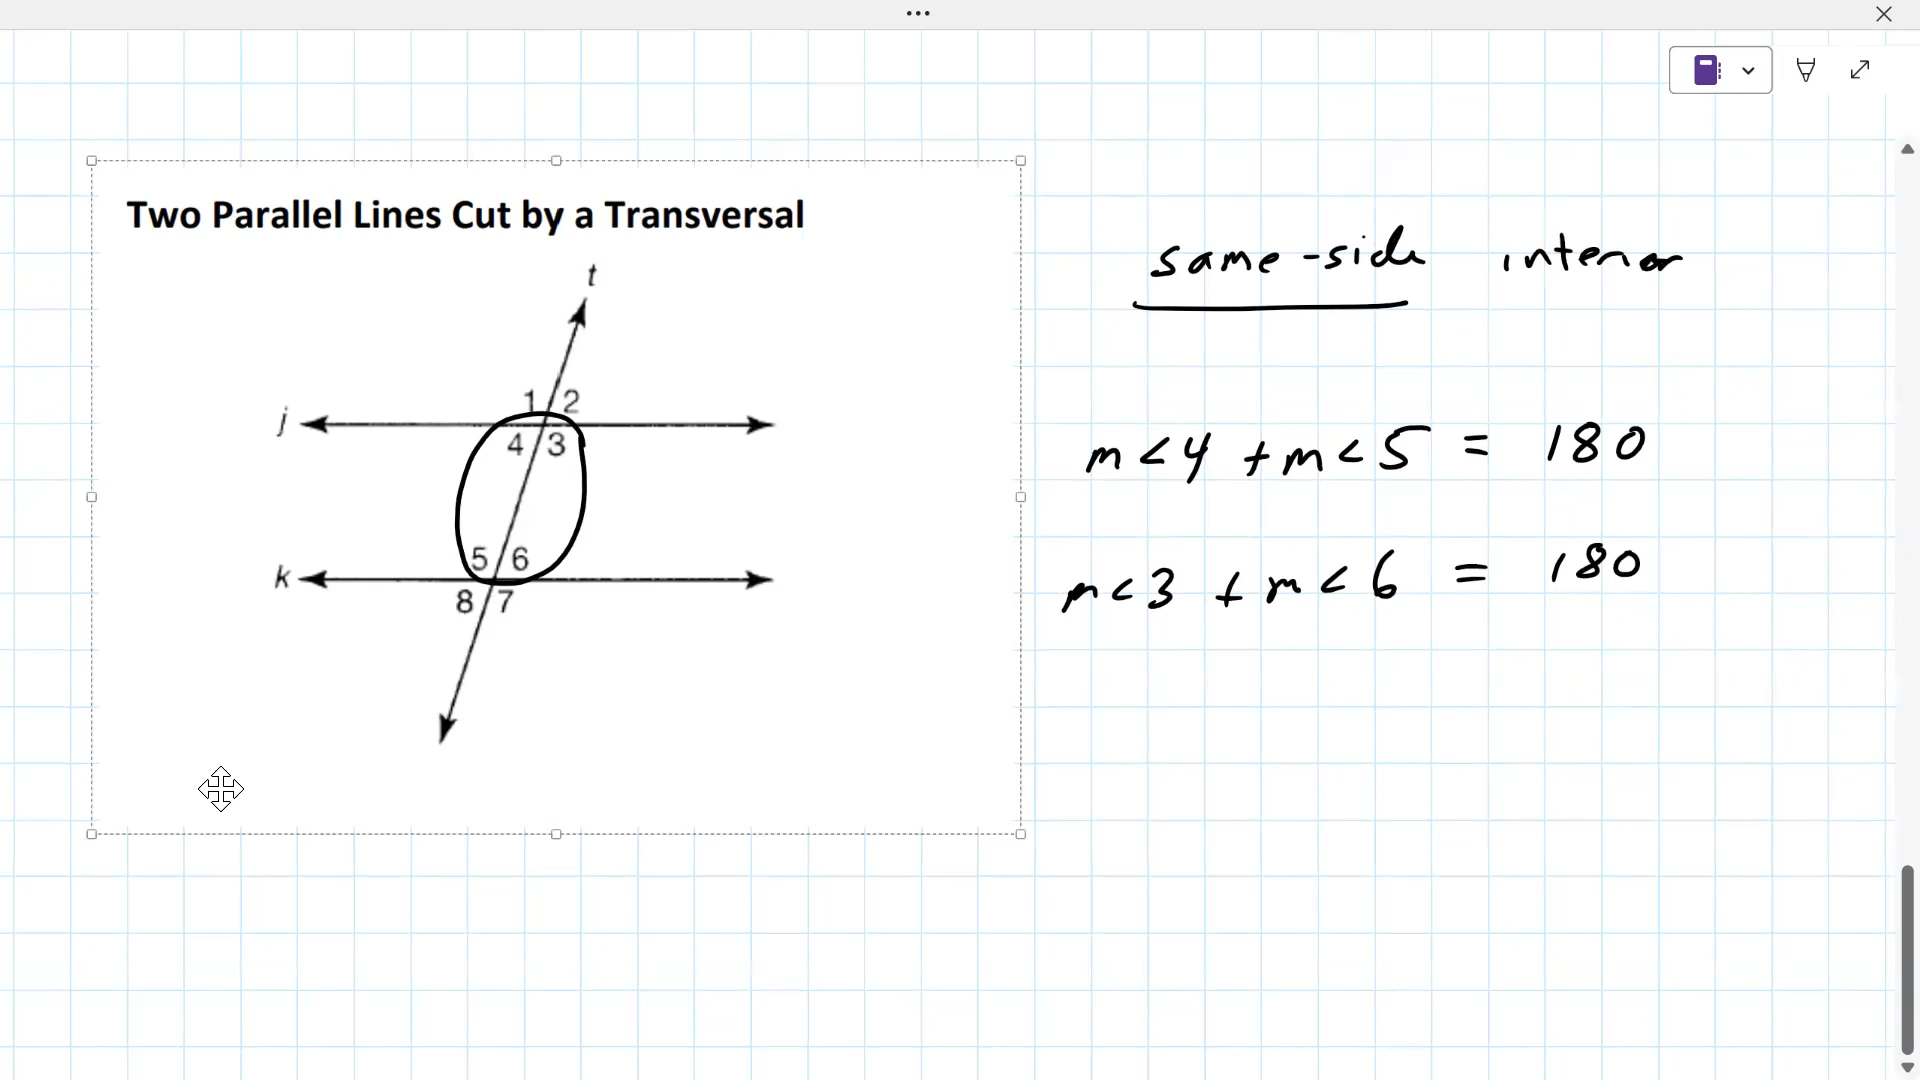 Two Parallel Lines Cut by a Transversal
same-side interior
t
1 2
j
4 3
m<4 + m<5 = 180
5 6
k
8 7
m<3 + m<6 = 180